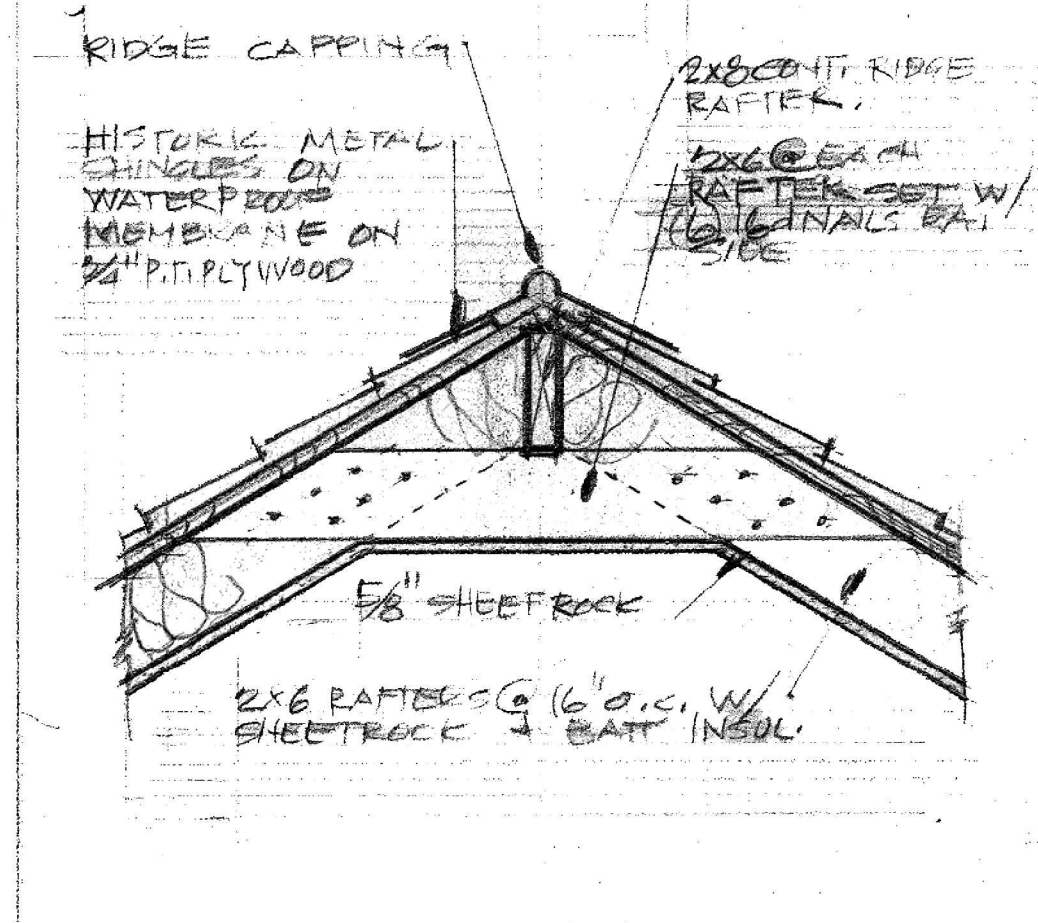 RIDGE CAPPING
HISTORIC METAL
SHINGLES ON
WATERPROOF
MEMBRANE ON
3/4" P.T. PLYWOOD
2x8 CONT. RIDGE
RAFTER.
2x6 @ EACH
RAFTER SET W/
(6) 16d NAILS EA.
SIDE
5/8" SHEETROCK
2x6 RAFTERS @ 16" O.C. W/
SHEETROCK + BATT INSUL.